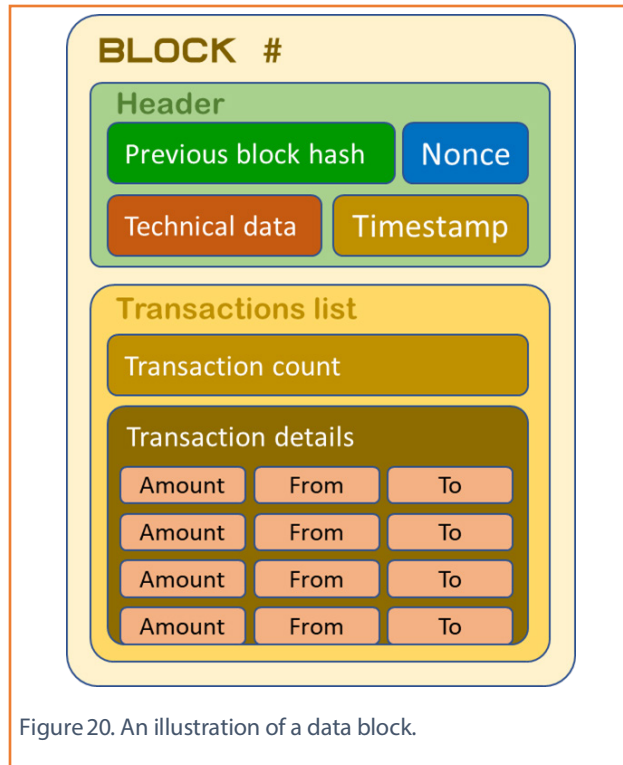 BLOCK #
Header
Previous block hash Nonce
Technical data Timestamp
Transactions list
Transaction count
Transaction details
Amount From To
Amount From To
Amount From To
Amount From To
Figure 20. An illustration of a data block.